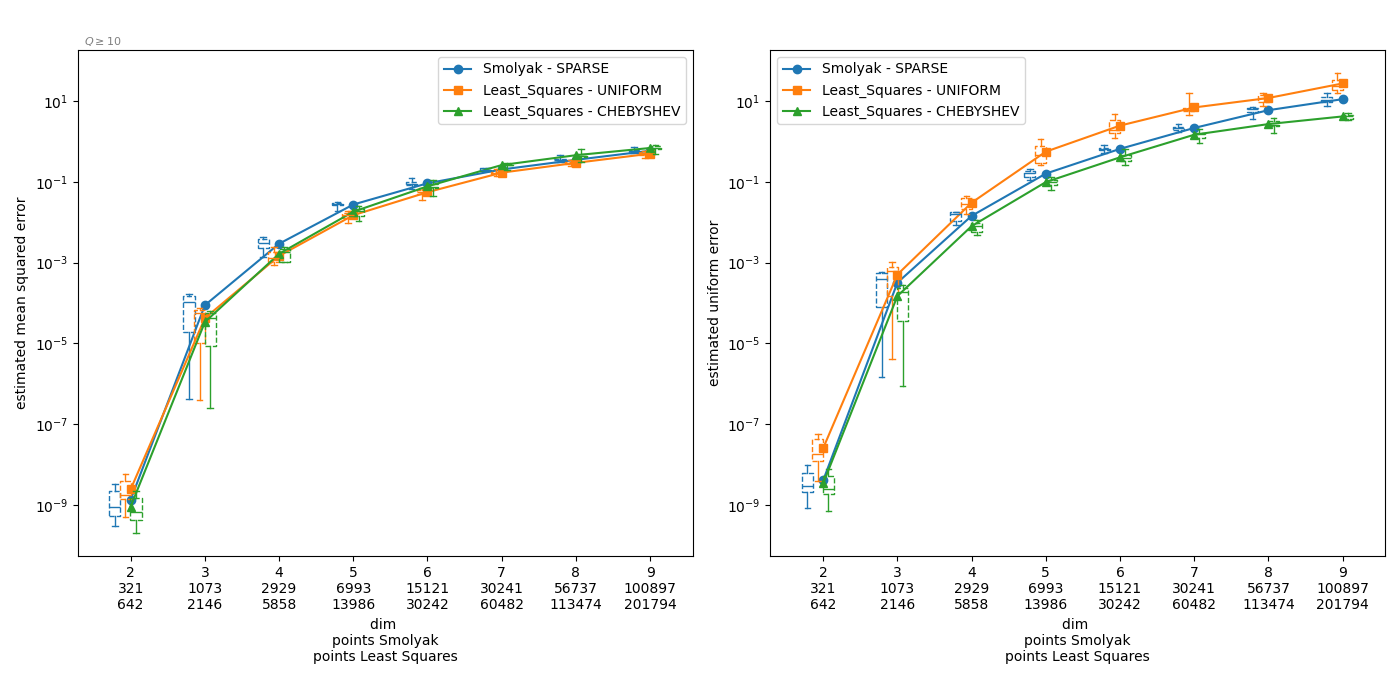 Q ≥ 10
Smolyak - SPARSE
Least_Squares - UNIFORM
Least_Squares - CHEBYSHEV
estimated mean squared error
10^1
10^-1
10^-3
10^-5
10^-7
10^-9
2 3 4 5 6 7 8 9
321 1073 2929 6993 15121 30241 56737 100897
642 2146 5858 13986 30242 60482 113474 201794
dim
points Smolyak
points Least Squares
Smolyak - SPARSE
Least_Squares - UNIFORM
Least_Squares - CHEBYSHEV
estimated uniform error
10^1
10^-1
10^-3
10^-5
10^-7
10^-9
2 3 4 5 6 7 8 9
321 1073 2929 6993 15121 30241 56737 100897
642 2146 5858 13986 30242 60482 113474 201794
dim
points Smolyak
points Least Squares